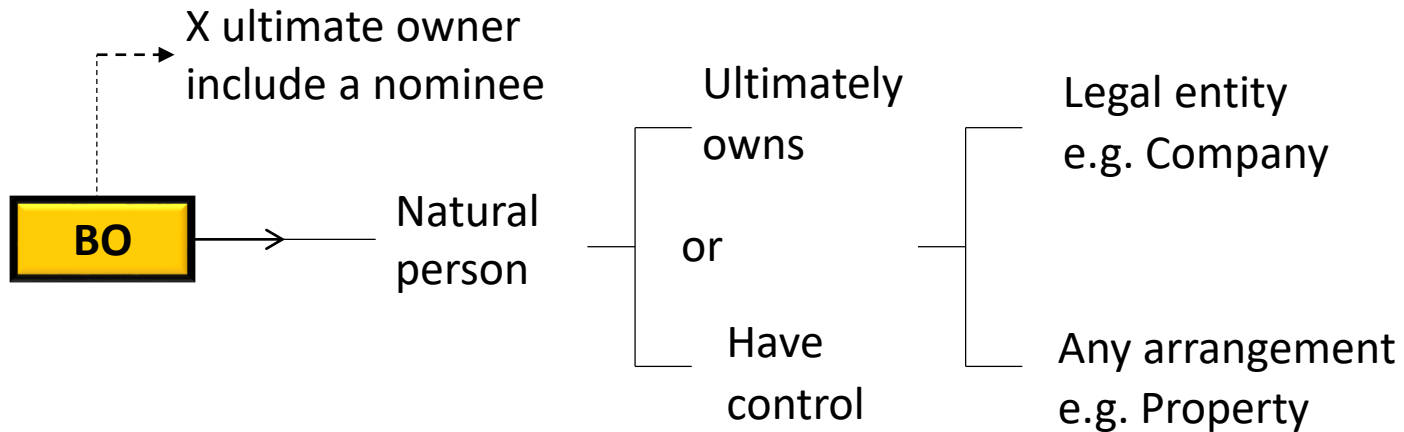 X ultimate owner
include a nominee
BO
Natural
person
Ultimately
owns
or
Have
control
Legal entity
e.g. Company
Any arrangement
e.g. Property